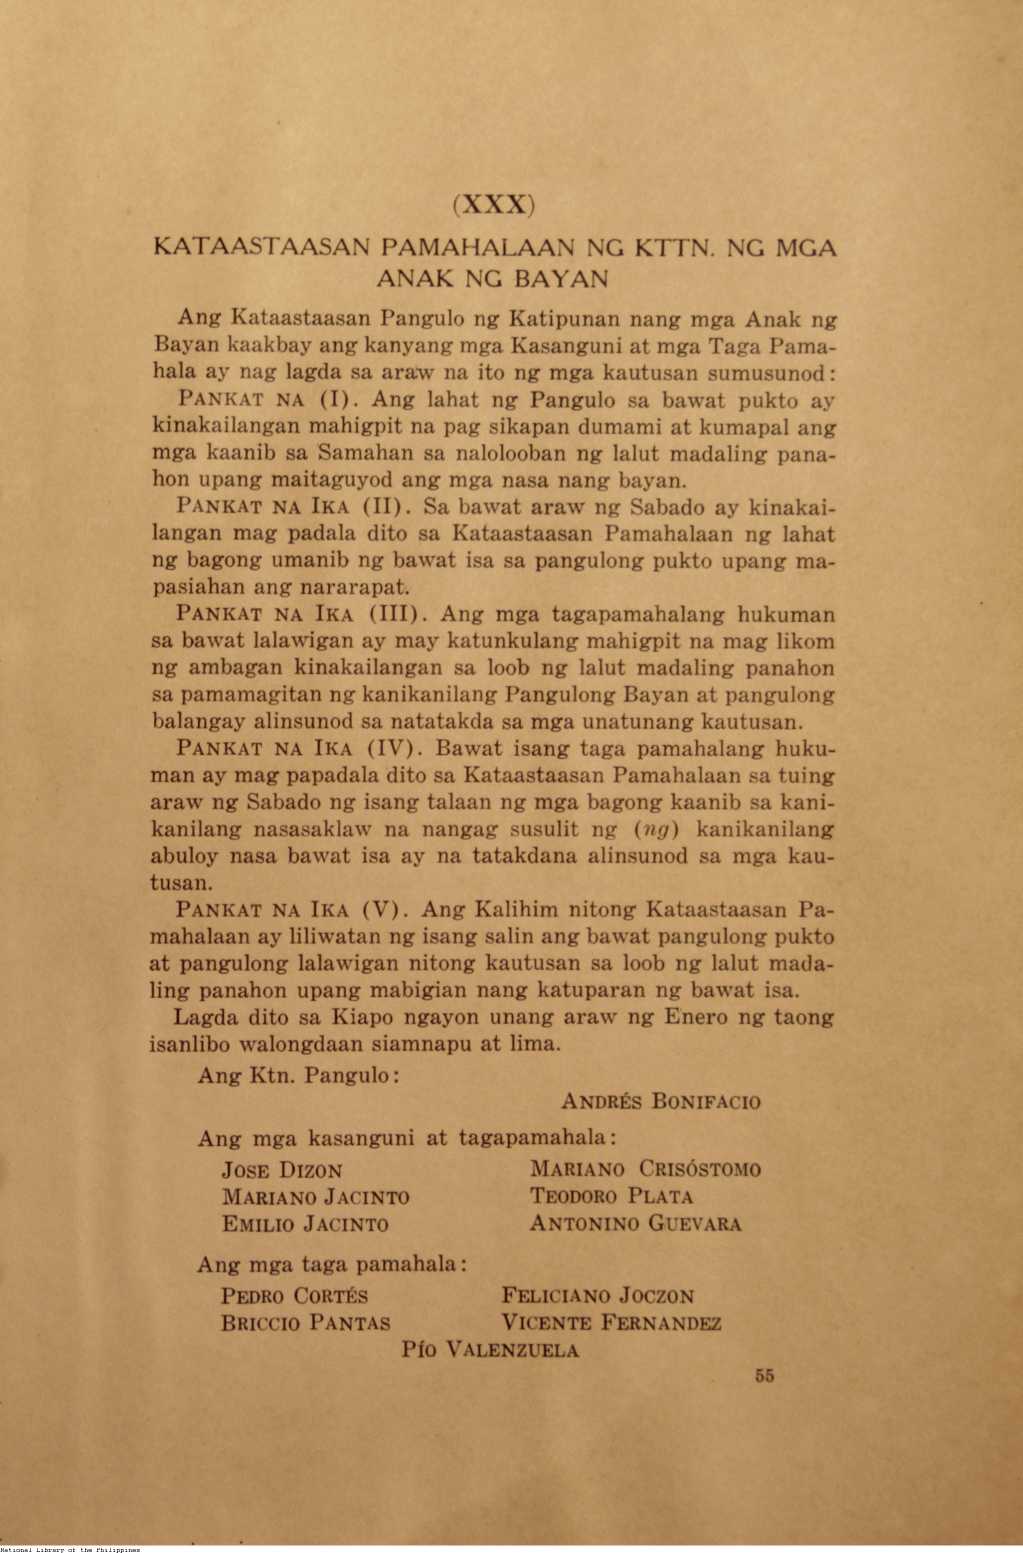 (XXX)
KATAASTAASAN PAMAHALAAN NG KTTN. NG MGA
ANAK NG BAYAN
Ang Kataastaasan Pangulo ng Katipunan nang mga Anak ng
Bayan kaakbay ang kanyang mga Kasanguni at mga Taga Pama-
hala ay nag lagda sa araw na ito ng mga kautusan sumusunod:
PANKAT NA (I). Ang lahat ng Pangulo sa bawat pukto ay
kinakailangan mahigpit na pag sikapan dumami at kumapal ang
mga kaanib sa Samahan sa nalolooban ng lalut madaling pana-
hon upang maitaguyod ang mga nasa nang bayan.
PANKAT NA IKA (II). Sa bawat araw ng Sabado ay kinakai-
langan mag padala dito sa Kataastaasan Pamahalaan ng lahat
ng bagong umanib ng bawat isa sa pangulong pukto upang ma-
pasiahan ang nararapat.
PANKAT NA IKA (III). Ang mga tagapamahalang hukuman
sa bawat lalawigan ay may katunkulang mahigpit na mag likom
ng ambagan kinakailangan sa loob ng lalut madaling panahon
sa pamamagitan ng kanikanilang Pangulong Bayan at pangulong
balangay alinsunod sa natatakda sa mga unatunang kautusan.
PANKAT NA IKA (IV). Bawat isang taga pamahalang huku-
man ay mag papadala dito sa Kataastaasan Pamahalaan sa tuing
araw ng Sabado ng isang talaan ng mga bagong kaanib sa kani-
kanilang nasasaklaw na nangag susulit ng (ng) kanikanilang
abuloy nasa bawat isa ay na tatakdana alinsunod sa mga kau-
tusan.
PANKAT NA IKA (V). Ang Kalihim nitong Kataastaasan Pa-
mahalaan ay liliwatan ng isang salin ang bawat pangulong pukto
at pangulong lalawigan nitong kautusan sa loob ng lalut mada-
ling panahon upang mabigian nang katuparan ng bawat isa.
Lagda dito sa Kiapo ngayon unang araw ng Enero ng taong
isanlibo walongdaan siamnapu at lima.
Ang Ktn. Pangulo:
ANDRÉS BONIFACIO
Ang mga kasanguni at tagapamahala:
JOSE DIZON MARIANO CRISÓSTOMO
MARIANO JACINTO TEODORO PLATA
EMILIO JACINTO ANTONINO GUEVARA
Ang mga taga pamahala:
PEDRO CORTÉS FELICIANO JOCZON
BRICCIO PANTAS VICENTE FERNANDEZ
PÍO VALENZUELA
55
National Library of the Philippines